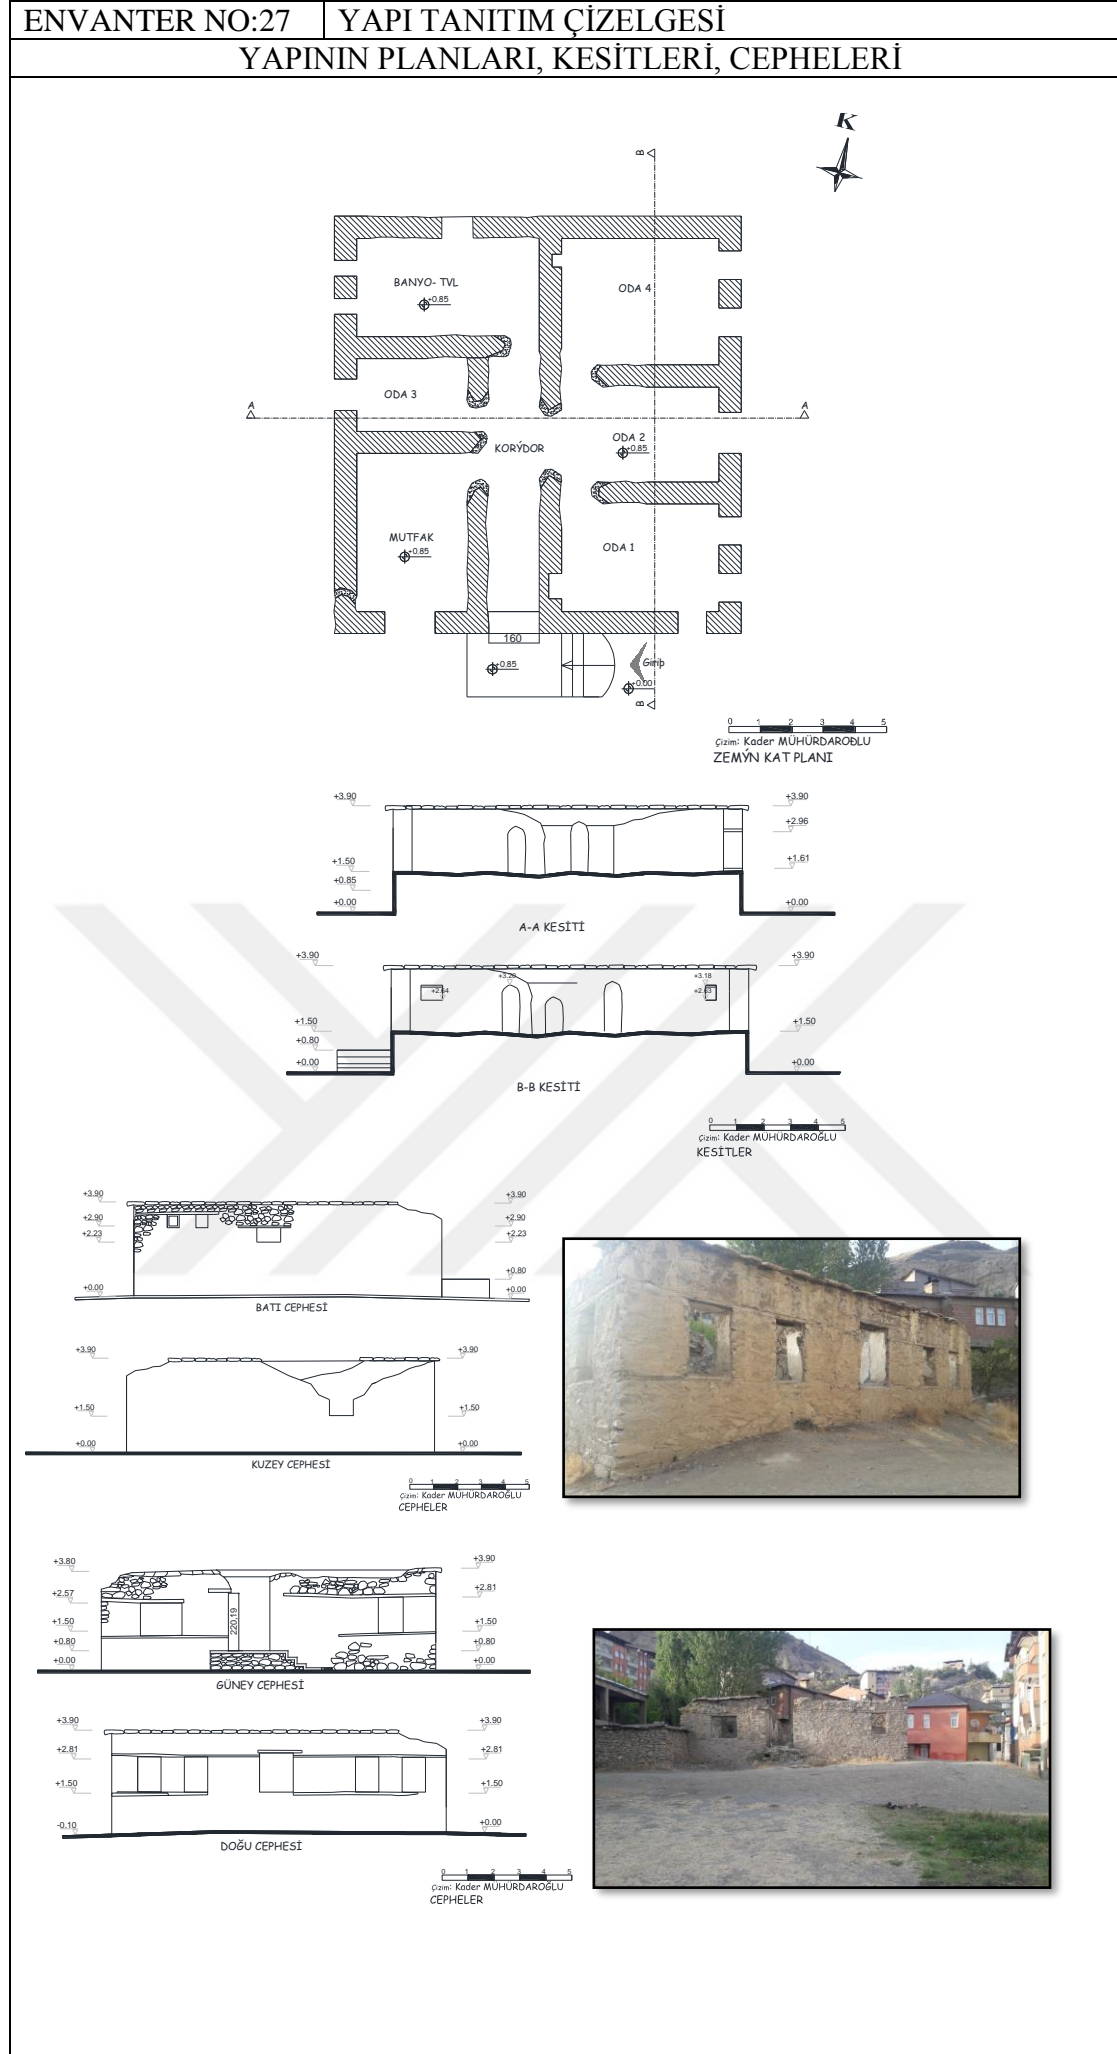 ENVANTER NO:27 YAPI TANITIM ÇİZELGESİ
YAPININ PLANLARI, KESİTLERİ, CEPHELERİ
K
B
BANYO- TVL
+0.85
ODA 4
ODA 3
A A
ODA 2
+0.85
KORÝDOR
MUTFAK
+0.85
ODA 1
160
+0.85
Giriþ
+0.00
B
0 1 2 3 4 5
Çizim: Kader MÜHÜRDAROÐLU
ZEMÝN KAT PLANI
+3.90 +3.90
+2.96
+1.50 +1.61
+0.85
+0.00 +0.00
A-A KESİTİ
+3.90 +3.90
+3.20 +3.18
+2.64 +2.63
+1.50 +1.50
+0.80
+0.00 +0.00
B-B KESİTİ
0 1 2 3 4 5
Çizim: Kader MÜHÜRDAROĞLU
KESİTLER
+3.90 +3.90
+2.90 +2.90
+2.23 +2.23
+0.80
+0.00 +0.00
BATI CEPHESİ
+3.90 +3.90
+1.50 +1.50
+0.00 +0.00
KUZEY CEPHESİ
0 1 2 3 4 5
Çizim: Kader MÜHÜRDAROĞLU
CEPHELER
+3.80 +3.90
+2.57 +2.81
220,19
+1.50 +1.50
+0.80 +0.80
+0.00 +0.00
GÜNEY CEPHESİ
+3.90 +3.90
+2.81 +2.81
+1.50 +1.50
-0.10 +0.00
DOĞU CEPHESİ
0 1 2 3 4 5
Çizim: Kader MÜHÜRDAROĞLU
CEPHELER